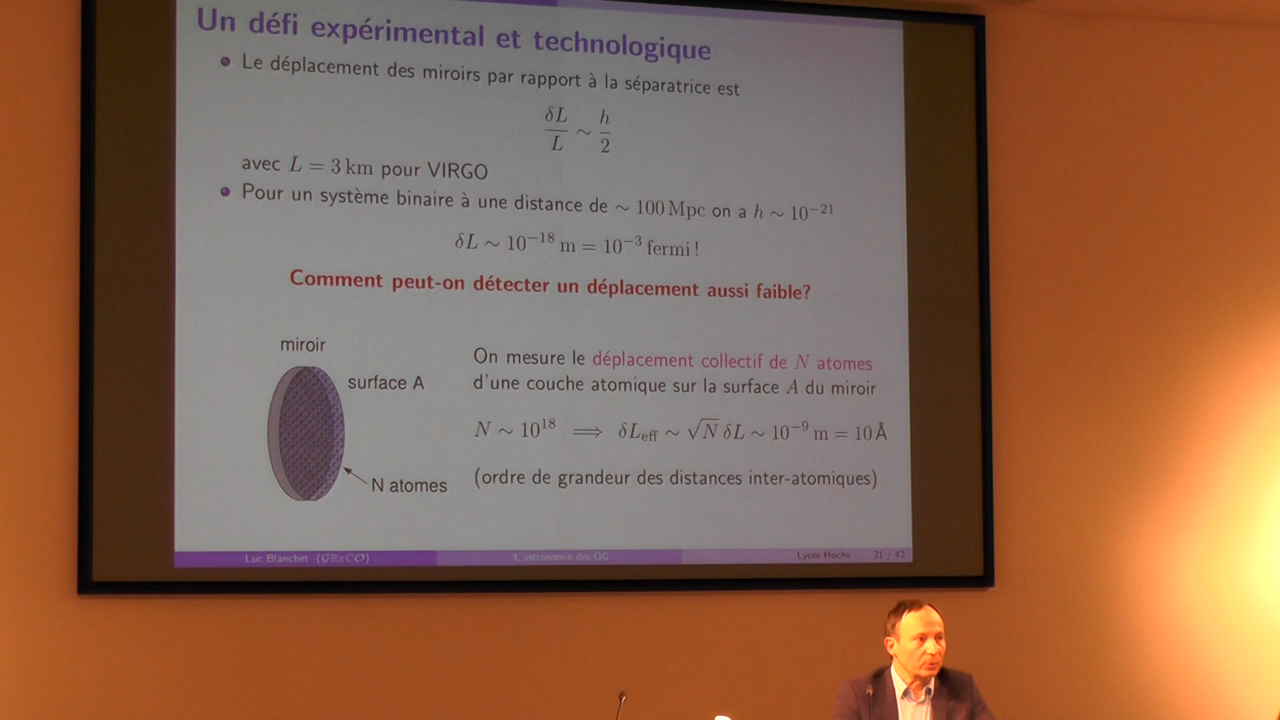 Un défi expérimental et technologique
Le déplacement des miroirs par rapport à la séparatrice est
δL/L ∼ h/2
avec L = 3 km pour VIRGO
Pour un système binaire à une distance de ∼ 100 Mpc on a h ∼ 10⁻²¹
δL ∼ 10⁻¹⁸ m = 10⁻³ fermi !
Comment peut-on détecter un déplacement aussi faible?
miroir
surface A
N atomes
On mesure le déplacement collectif de N atomes
d'une couche atomique sur la surface A du miroir
N ∼ 10¹⁸ ⟹ δL_eff ∼ √N δL ∼ 10⁻⁹ m = 10 Å
(ordre de grandeur des distances inter-atomiques)
Luc Blanchet (GReCO)
L'astronomie des OG
Lycée Hoche 21 / 42